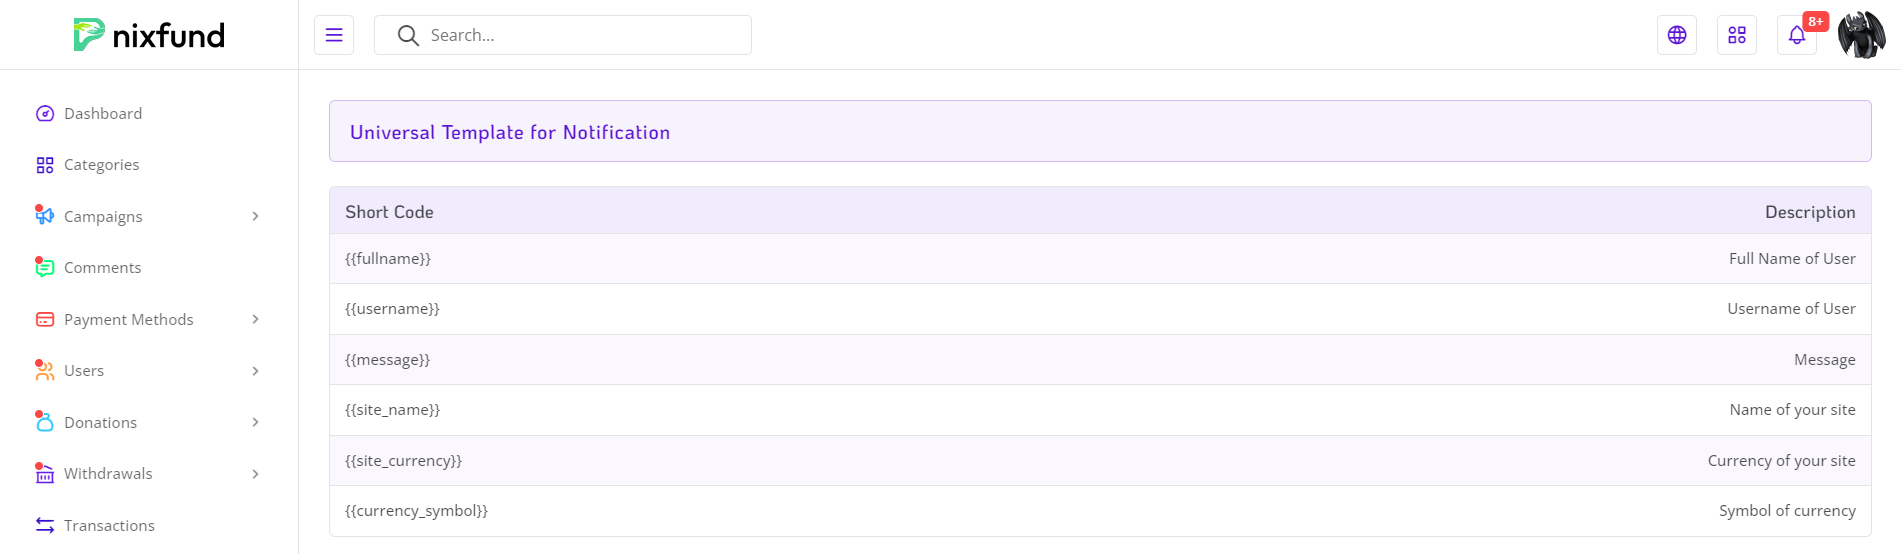 nixfund
Search...
8+
Dashboard
Categories
Campaigns
Comments
Payment Methods
Users
Donations
Withdrawals
Transactions
Universal Template for Notification
Short Code Description
{{fullname}} Full Name of User
{{username}} Username of User
{{message}} Message
{{site_name}} Name of your site
{{site_currency}} Currency of your site
{{currency_symbol}} Symbol of currency